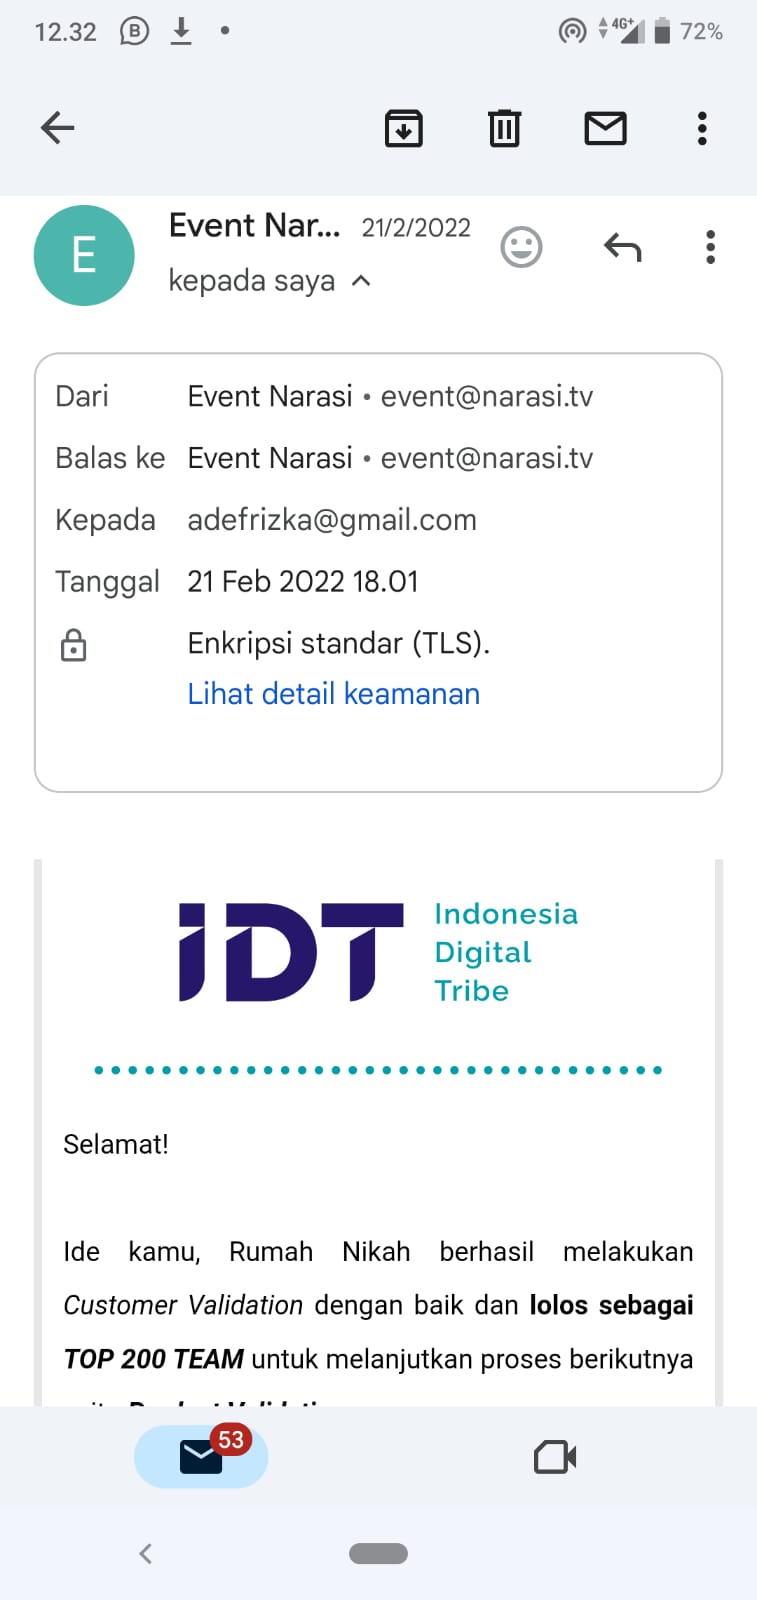 12.32
B
4G+
72%
E
Event Nar... 21/2/2022
kepada saya
Dari Event Narasi • event@narasi.tv
Balas ke Event Narasi • event@narasi.tv
Kepada adefrizka@gmail.com
Tanggal 21 Feb 2022 18.01
Enkripsi standar (TLS).
Lihat detail keamanan
IDT
Indonesia
Digital
Tribe
Selamat!
Ide kamu, Rumah Nikah berhasil melakukan
Customer Validation dengan baik dan lolos sebagai
TOP 200 TEAM untuk melanjutkan proses berikutnya
53